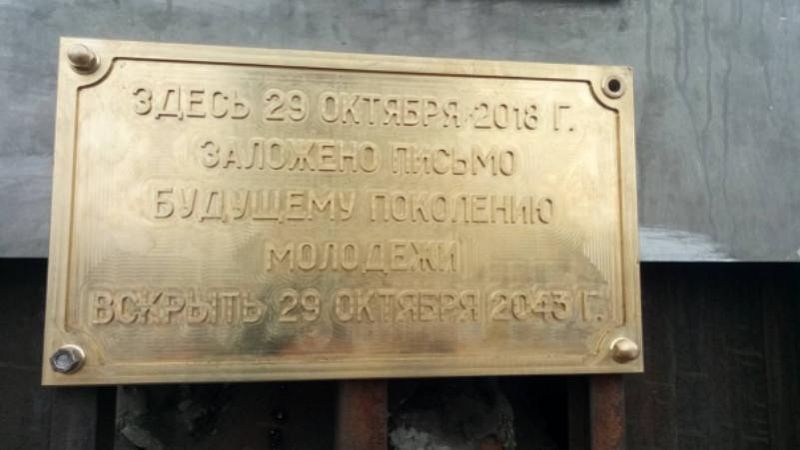 ЗДЕСЬ 29 ОКТЯБРЯ 2018 Г.
ЗАЛОЖЕНО ПИСЬМО
БУДУЩЕМУ ПОКОЛЕНИЮ
МОЛОДЕЖИ
ВСКРЫТЬ 29 ОКТЯБРЯ 2043 Г.